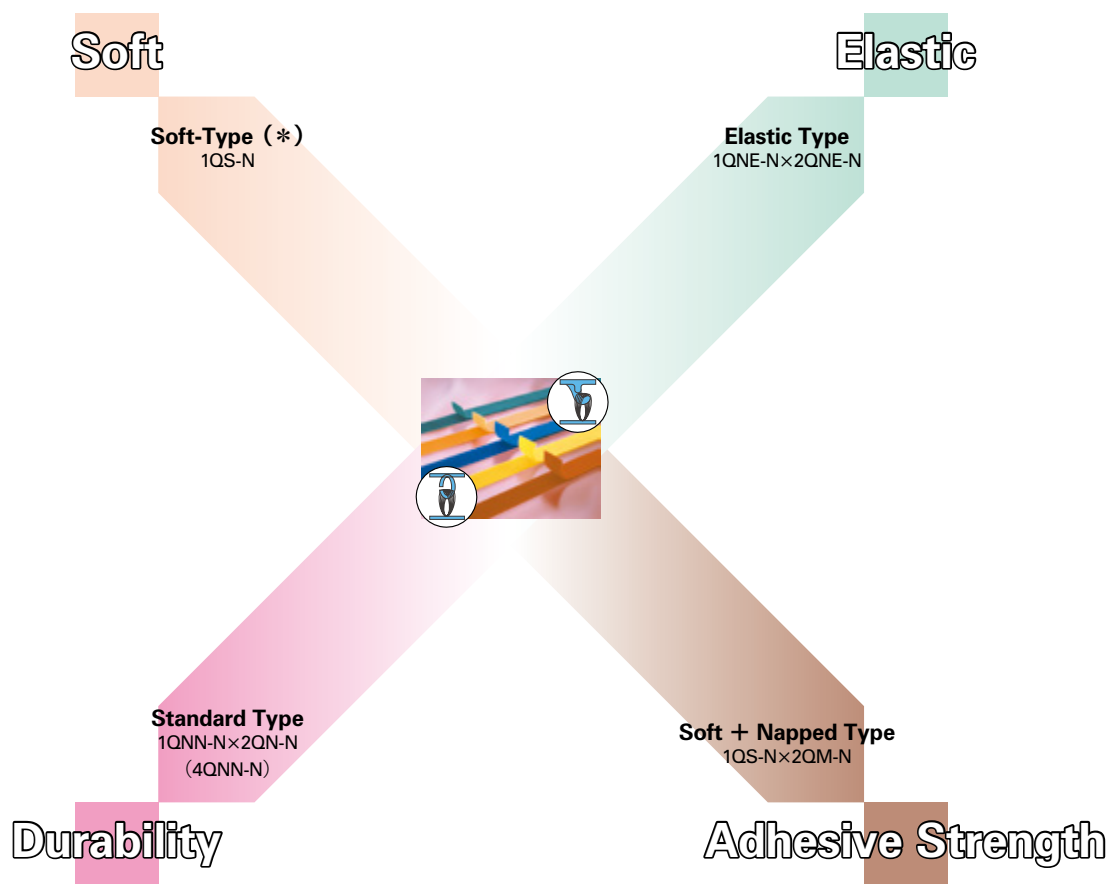 Soft
Elastic
Soft-Type（＊）
1QS-N
Elastic Type
1QNE-N×2QNE-N
Standard Type
1QNN-N×2QN-N
（4QNN-N）
Soft ＋ Napped Type
1QS-N×2QM-N
Durability
Adhesive Strength